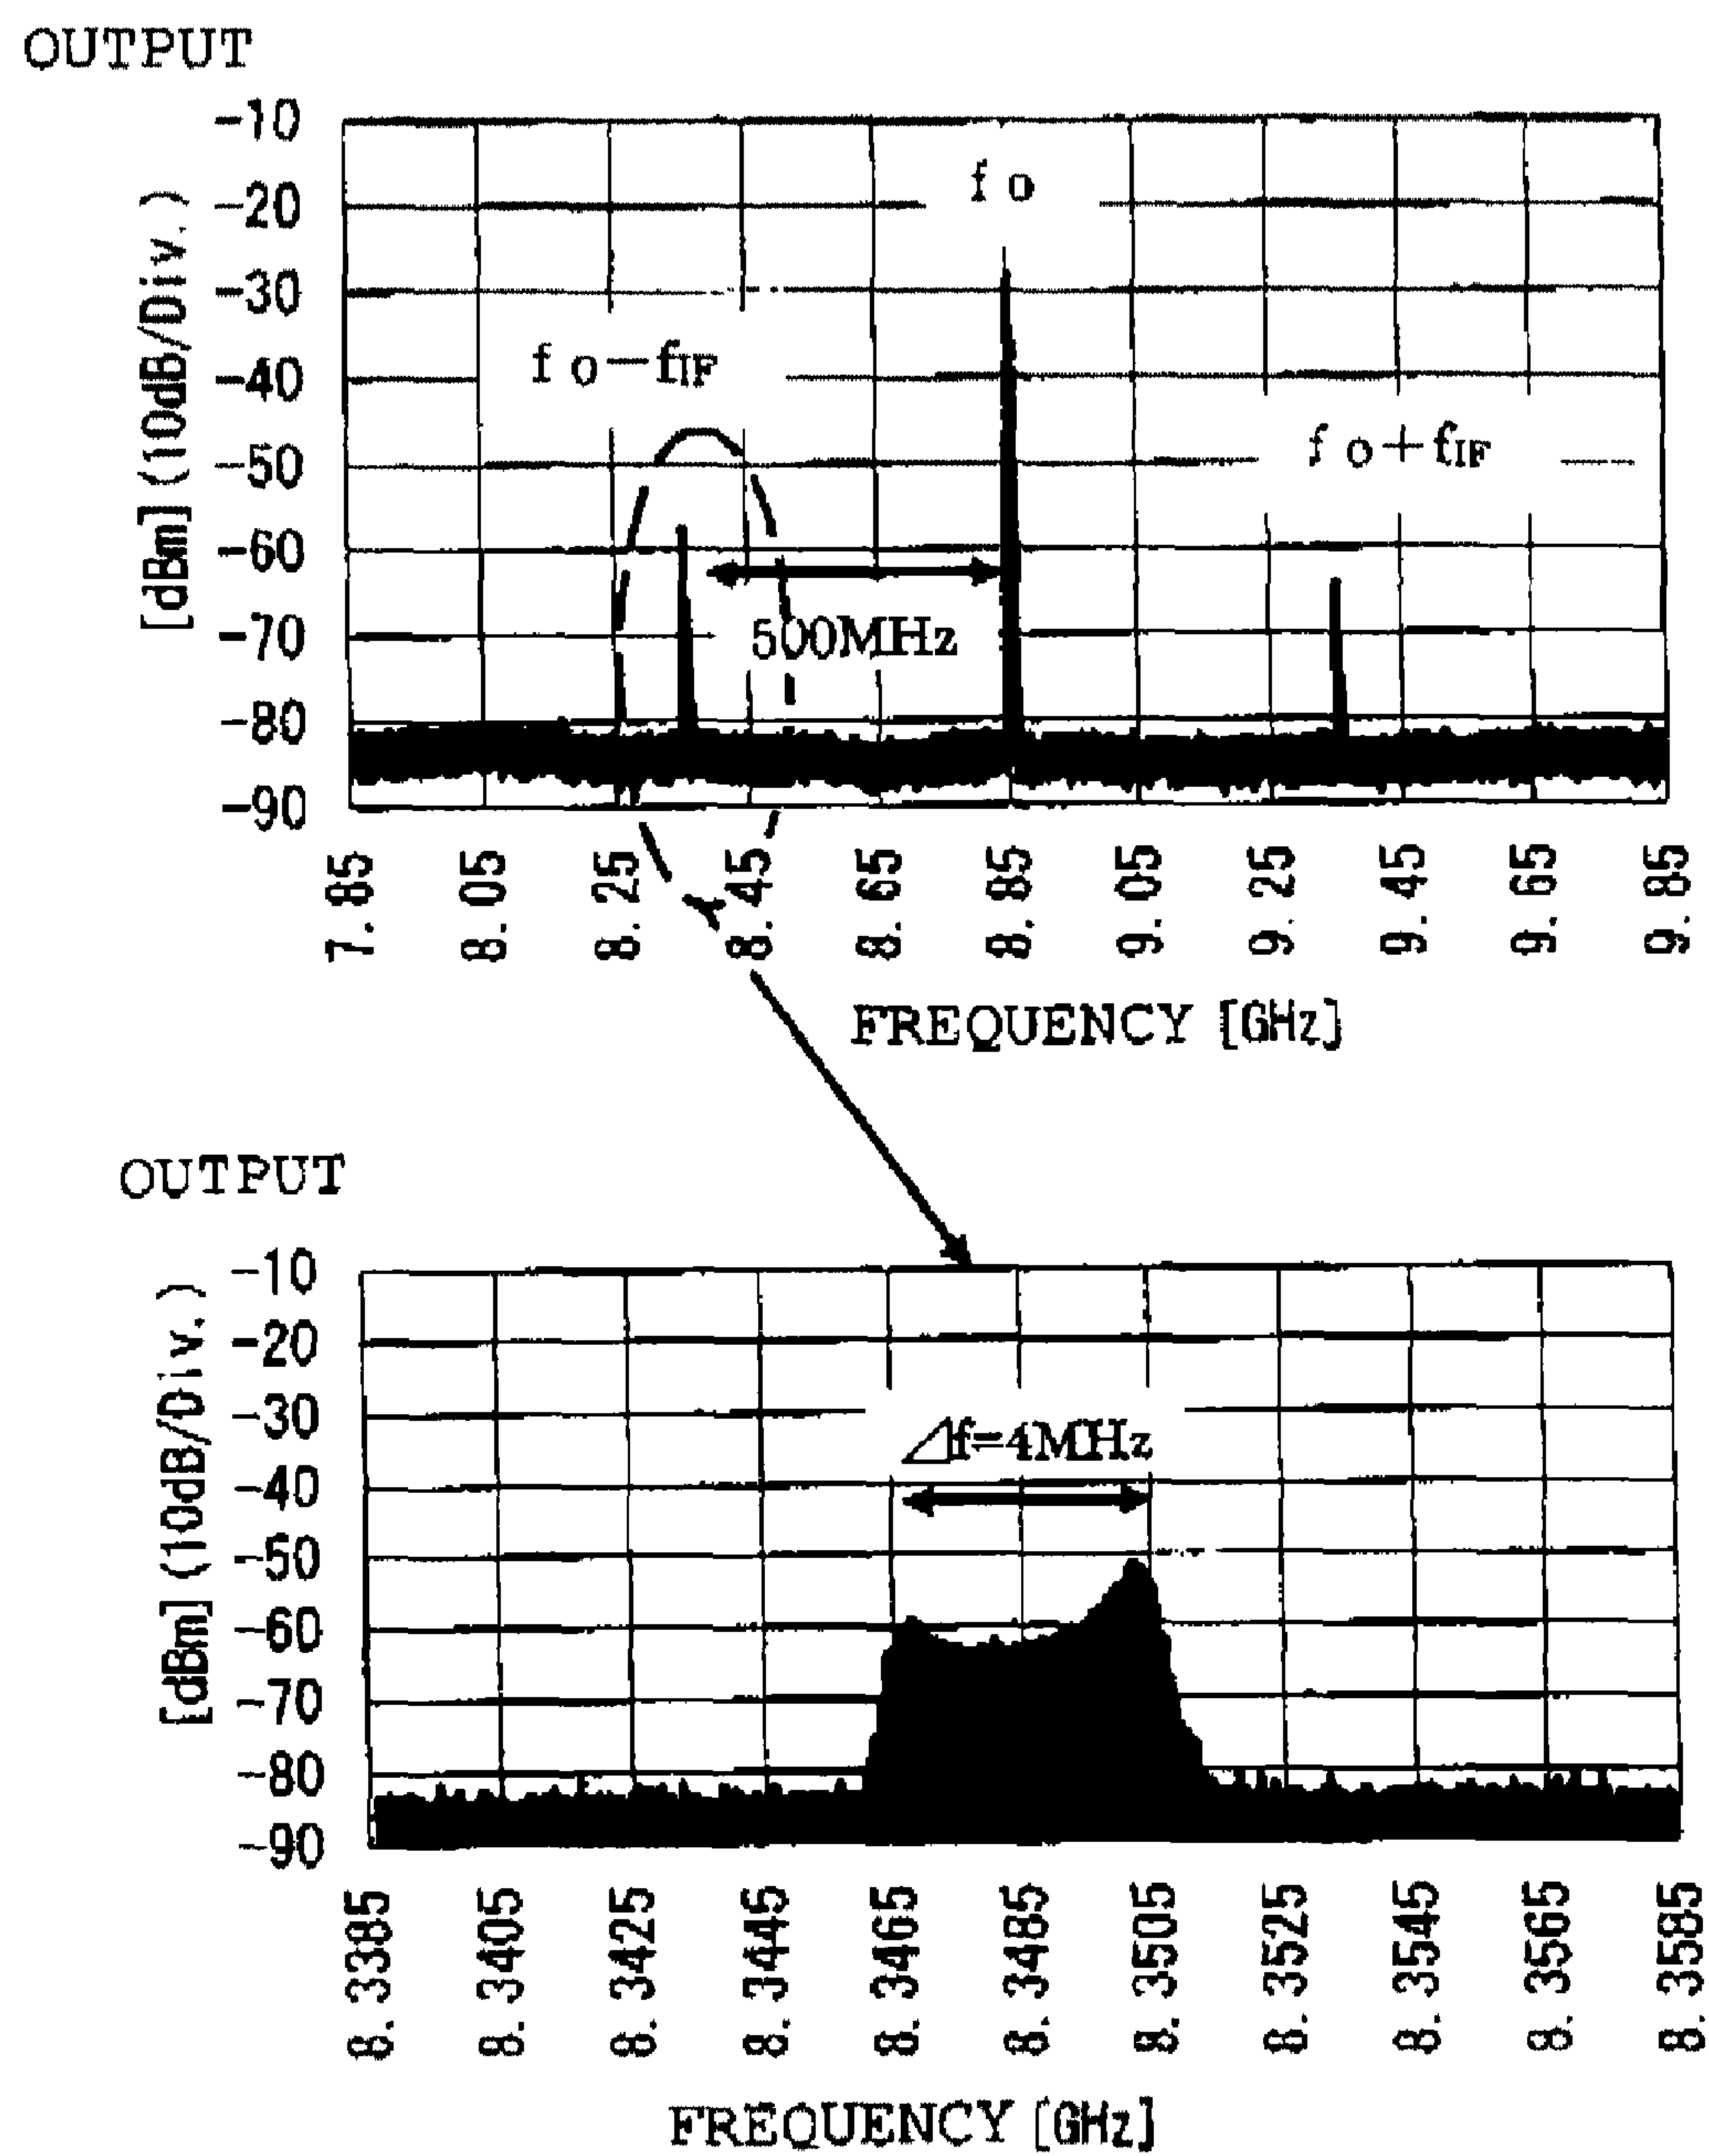 OUTPUT
[dBm] (10dB/Div.)
-10
-20
-30
-40
-50
-60
-70
-80
-90
fo
fo-fIF
fo+fIF
500MHz
7.85 8.05 8.25 8.45 8.65 8.85 9.05 9.25 9.45 9.65 9.85
FREQUENCY [GHz]
OUTPUT
[dBm] (10dB/Div.)
-10
-20
-30
-40
-50
-60
-70
-80
-90
⊿f=4MHz
8.3385 8.3405 8.3425 8.3445 8.3465 8.3485 8.3505 8.3525 8.3545 8.3565 8.3585
FREQUENCY [GHz]